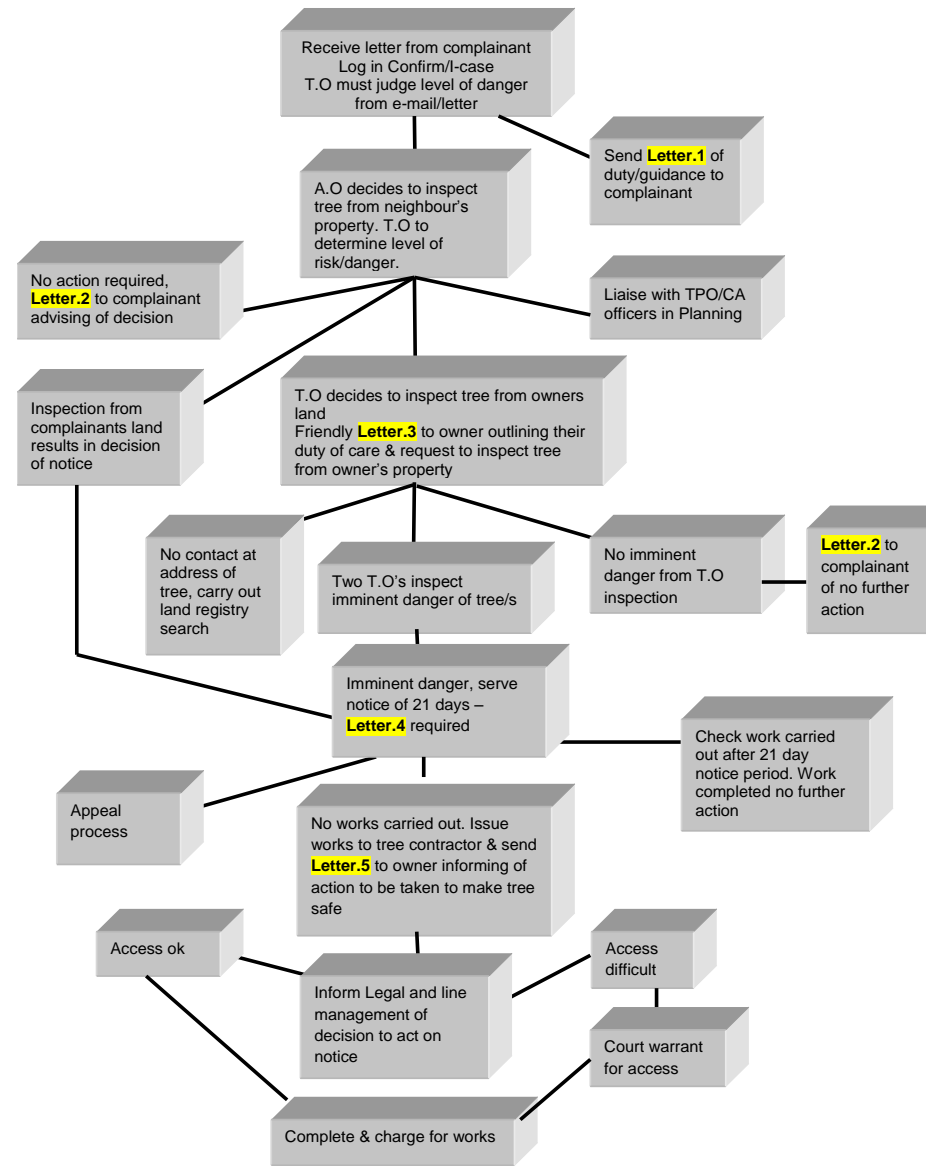 Receive letter from complainant
Log in Confirm/I-case
T.O must judge level of danger
from e-mail/letter
Send Letter.1 of
duty/guidance to
complainant
A.O decides to inspect
tree from neighbour's
property. T.O to
determine level of
risk/danger.
No action required,
Letter.2 to complainant
advising of decision
Liaise with TPO/CA
officers in Planning
Inspection from
complainants land
results in decision
of notice
T.O decides to inspect tree from owners
land
Friendly Letter.3 to owner outlining their
duty of care & request to inspect tree
from owner's property
No contact at
address of
tree, carry out
land registry
search
Two T.O's inspect
imminent danger of tree/s
No imminent
danger from T.O
inspection
Letter.2 to
complainant
of no further
action
Imminent danger, serve
notice of 21 days –
Letter.4 required
Check work carried
out after 21 day
notice period. Work
completed no further
action
Appeal
process
No works carried out. Issue
works to tree contractor & send
Letter.5 to owner informing of
action to be taken to make tree
safe
Access ok
Access
difficult
Inform Legal and line
management of
decision to act on
notice
Court warrant
for access
Complete & charge for works